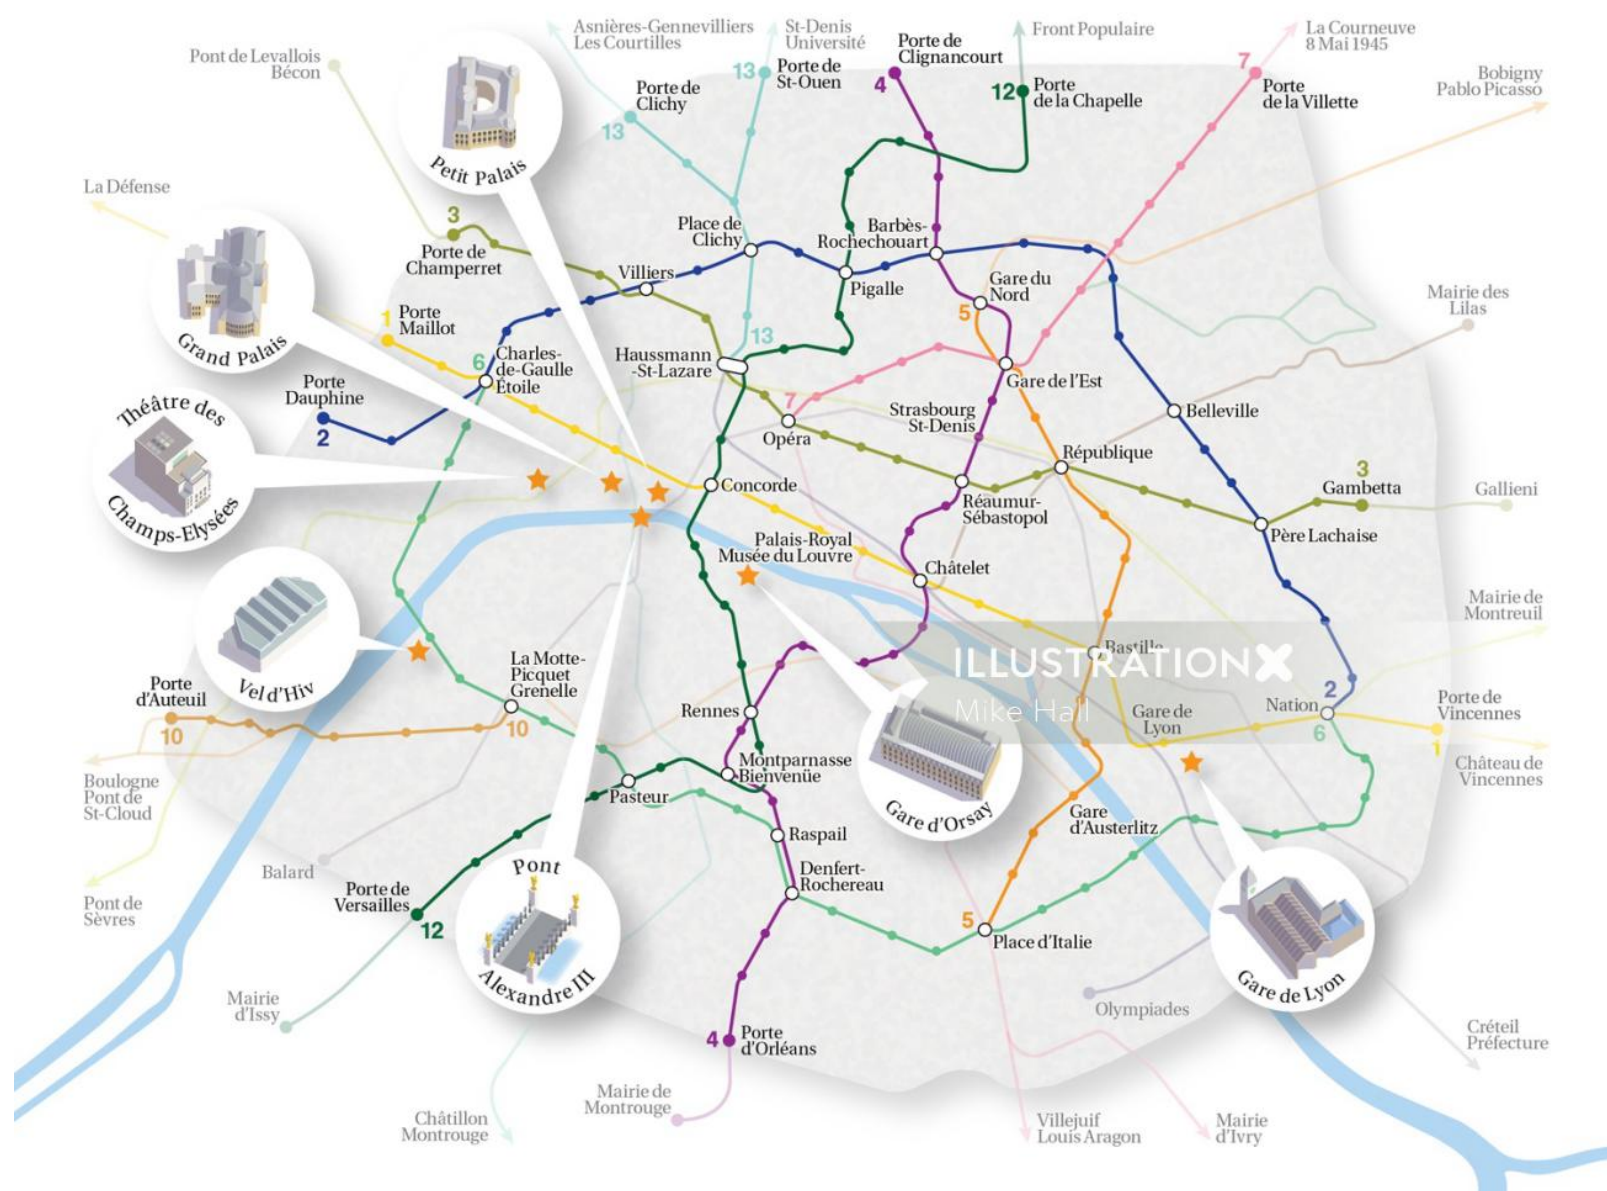 Asnières-Gennevilliers
Les Courtilles
St-Denis
Université
Front Populaire
La Courneuve
8 Mai 1945
Pont de Levallois
Bécon
Porte de
Clignancourt
4
13
Porte de
St-Ouen
7
Porte
de la Villette
Bobigny
Pablo Picasso
Porte de
Clichy
13
12
Porte
de la Chapelle
Petit Palais
La Défense
3
Porte de
Champerret
Place de
Clichy
Barbès-
Rochechouart
Villiers
Pigalle
Gare du
Nord
5
Mairie des
Lilas
Grand Palais
1
Porte
Maillot
13
6
Charles-
de-Gaulle
Étoile
Haussmann
-St-Lazare
Gare de l'Est
Porte
Dauphine
2
7
Opéra
Strasbourg
St-Denis
Belleville
Théâtre des
Champs-Elysées
République
Concorde
Réaumur-
Sébastopol
3
Gambetta
Gallieni
Père Lachaise
Palais-Royal
Musée du Louvre
Châtelet
Mairie de
Montreuil
Vel d'Hiv
La Motte-
Picquet
Grenelle
10
Bastille
ILLUSTRATIONX
Mike Hall
Porte
d'Auteuil
10
Rennes
Gare de
Lyon
Nation
2
6
Porte de
Vincennes
1
Château de
Vincennes
Boulogne
Pont de
St-Cloud
Montparnasse
Bienvenüe
Pasteur
Gare d'Orsay
Gare
d'Austerlitz
Raspail
Balard
Denfert-
Rochereau
Pont de
Sèvres
Porte de
Versailles
12
Pont
Alexandre III
5
Place d'Italie
Gare de Lyon
Mairie
d'Issy
Olympiades
4
Porte
d'Orléans
Créteil
Préfecture
Mairie de
Montrouge
Châtillon
Montrouge
Villejuif
Louis Aragon
Mairie
d'Ivry